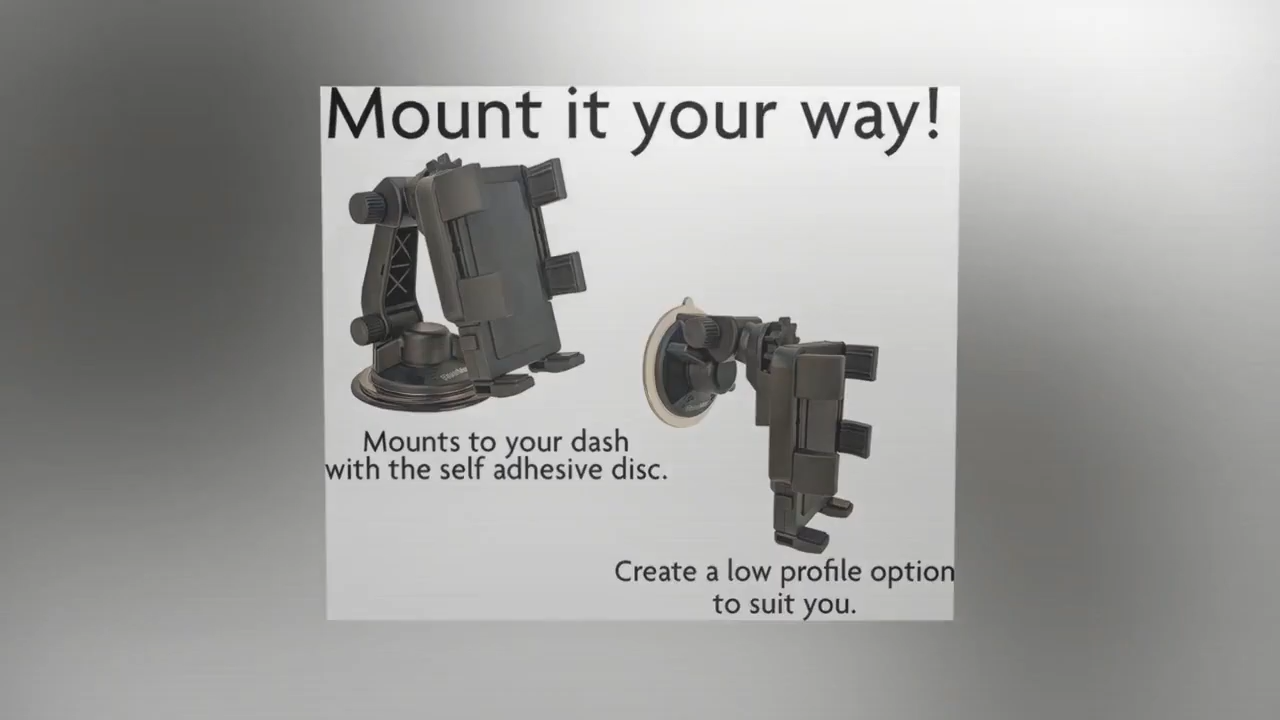 Mount it your way!
Mounts to your dash
with the self adhesive disc.
Create a low profile option
to suit you.